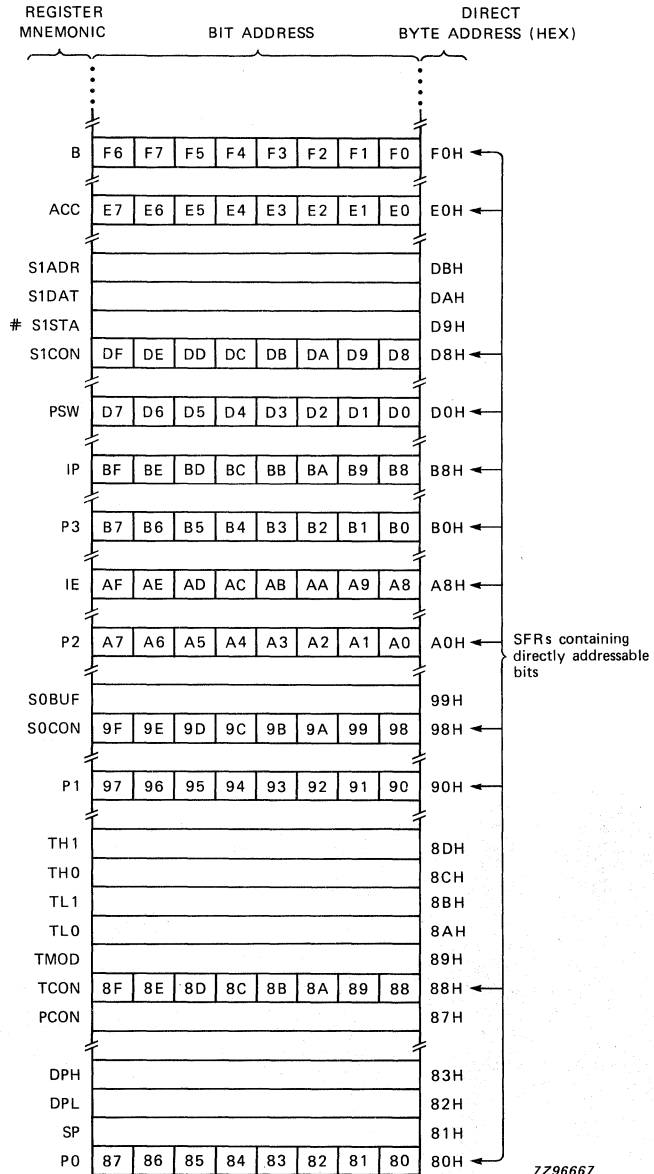 REGISTER MNEMONIC BIT ADDRESS DIRECT BYTE ADDRESS (HEX)
B F6 F7 F5 F4 F3 F2 F1 F0 F0H
ACC E7 E6 E5 E4 E3 E2 E1 E0 E0H
S1ADR DBH
S1DAT DAH
# S1STA D9H
S1CON DF DE DD DC DB DA D9 D8 D8H
PSW D7 D6 D5 D4 D3 D2 D1 D0 D0H
IP BF BE BD BC BB BA B9 B8 B8H
P3 B7 B6 B5 B4 B3 B2 B1 B0 B0H
IE AF AE AD AC AB AA A9 A8 A8H
P2 A7 A6 A5 A4 A3 A2 A1 A0 A0H
SFRs containing
directly addressable
bits
S0BUF 99H
S0CON 9F 9E 9D 9C 9B 9A 99 98 98H
P1 97 96 95 94 93 92 91 90 90H
TH1 8DH
TH0 8CH
TL1 8BH
TL0 8AH
TMOD 89H
TCON 8F 8E 8D 8C 8B 8A 89 88 88H
PCON 87H
DPH 83H
DPL 82H
SP 81H
P0 87 86 85 84 83 82 81 80 80H
7Z96667